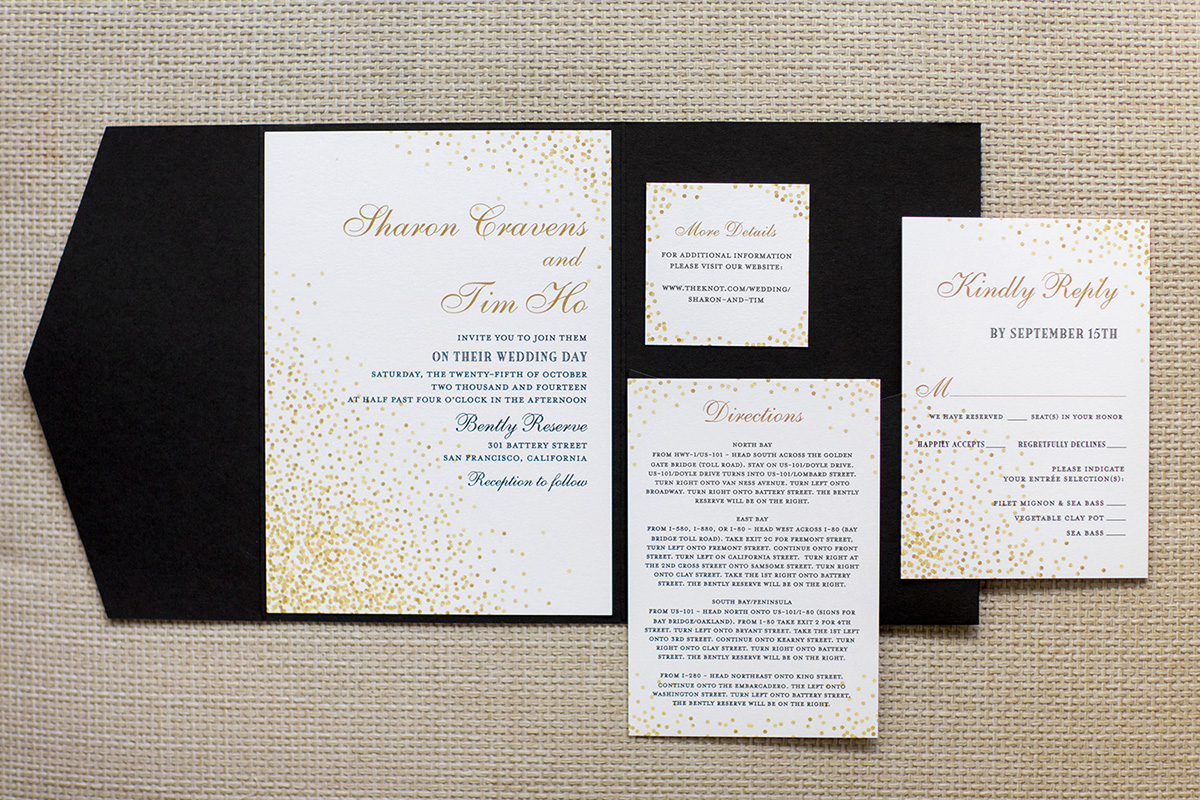 Sharon Cravens
and
Tim Ho
INVITE YOU TO JOIN THEM
ON THEIR WEDDING DAY
SATURDAY, THE TWENTY-FIFTH OF OCTOBER
TWO THOUSAND AND FOURTEEN
AT HALF PAST FOUR O'CLOCK IN THE AFTERNOON
Bently Reserve
301 BATTERY STREET
SAN FRANCISCO, CALIFORNIA
Reception to follow
More Details
FOR ADDITIONAL INFORMATION
PLEASE VISIT OUR WEBSITE:
WWW.THEKNOT.COM/WEDDING/
SHARON-AND-TIM
Directions
NORTH BAY
FROM HWY-1/US-101 - HEAD SOUTH ACROSS THE GOLDEN
GATE BRIDGE (TOLL ROAD). STAY ON US-101/DOYLE DRIVE.
US-101/DOYLE DRIVE TURNS INTO US-101/LOMBARD STREET.
TURN RIGHT ONTO VAN NESS AVENUE. TURN LEFT ONTO
BROADWAY. TURN RIGHT ONTO BATTERY STREET. THE BENTLY
RESERVE WILL BE ON THE RIGHT.
EAST BAY
FROM I-580, I-880, OR I-80 - HEAD WEST ACROSS I-80 (BAY
BRIDGE TOLL ROAD). TAKE EXIT 2C FOR FREMONT STREET.
TURN LEFT ONTO FREMONT STREET. CONTINUE ONTO FRONT
STREET. TURN LEFT ON CALIFORNIA STREET. TURN RIGHT AT
THE 2ND CROSS STREET ONTO SAMSOME STREET. TURN RIGHT
ONTO CLAY STREET. TAKE THE 1ST RIGHT ONTO BATTERY
STREET. THE BENTLY RESERVE WILL BE ON THE RIGHT.
SOUTH BAY/PENINSULA
FROM US-101 - HEAD NORTH ONTO US-101/I-80 (SIGNS FOR
BAY BRIDGE/OAKLAND). FROM I-80 TAKE EXIT 2 FOR 4TH
STREET. TURN LEFT ONTO BRYANT STREET. TAKE THE 1ST LEFT
ONTO 3RD STREET. CONTINUE ONTO KEARNY STREET. TURN
RIGHT ONTO CLAY STREET. TURN RIGHT ONTO BATTERY
STREET. THE BENTLY RESERVE WILL BE ON THE RIGHT.
FROM I-280 - HEAD NORTHEAST ONTO KING STREET.
CONTINUE ONTO THE EMBARCADERO. THE LEFT ONTO
WASHINGTON STREET. TURN LEFT ONTO BATTERY STREET.
THE BENTLY RESERVE WILL BE ON THE RIGHT.
Kindly Reply
BY SEPTEMBER 15TH
M
WE HAVE RESERVED ____ SEAT(S) IN YOUR HONOR
HAPPILY ACCEPTS ____ REGRETFULLY DECLINES ____
PLEASE INDICATE
YOUR ENTRÉE SELECTION(S):
FILET MIGNON & SEA BASS ____
VEGETABLE CLAY POT ____
SEA BASS ____